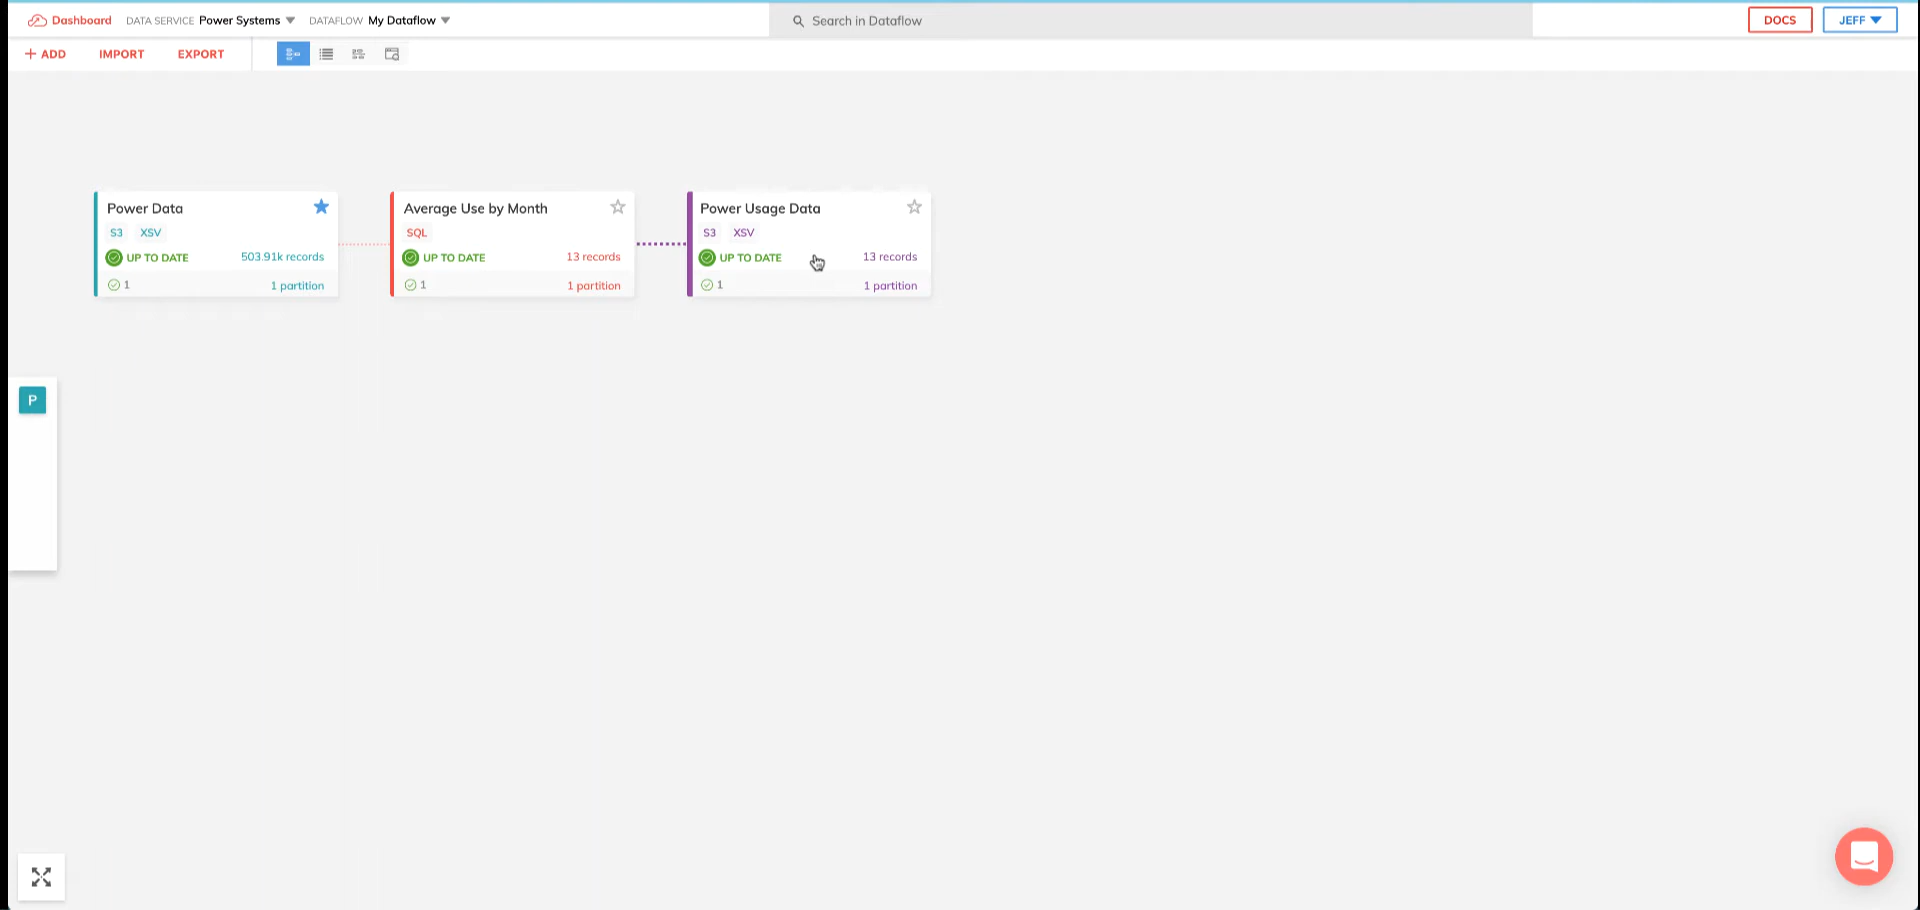 Dashboard DATA SERVICE Power Systems DATAFLOW My Dataflow Search in Dataflow DOCS JEFF
+ ADD IMPORT EXPORT
Power Data
S3 XSV
UP TO DATE 503.91k records
1 1 partition
Average Use by Month
SQL
UP TO DATE 13 records
1 1 partition
Power Usage Data
S3 XSV
UP TO DATE 13 records
1 1 partition
P